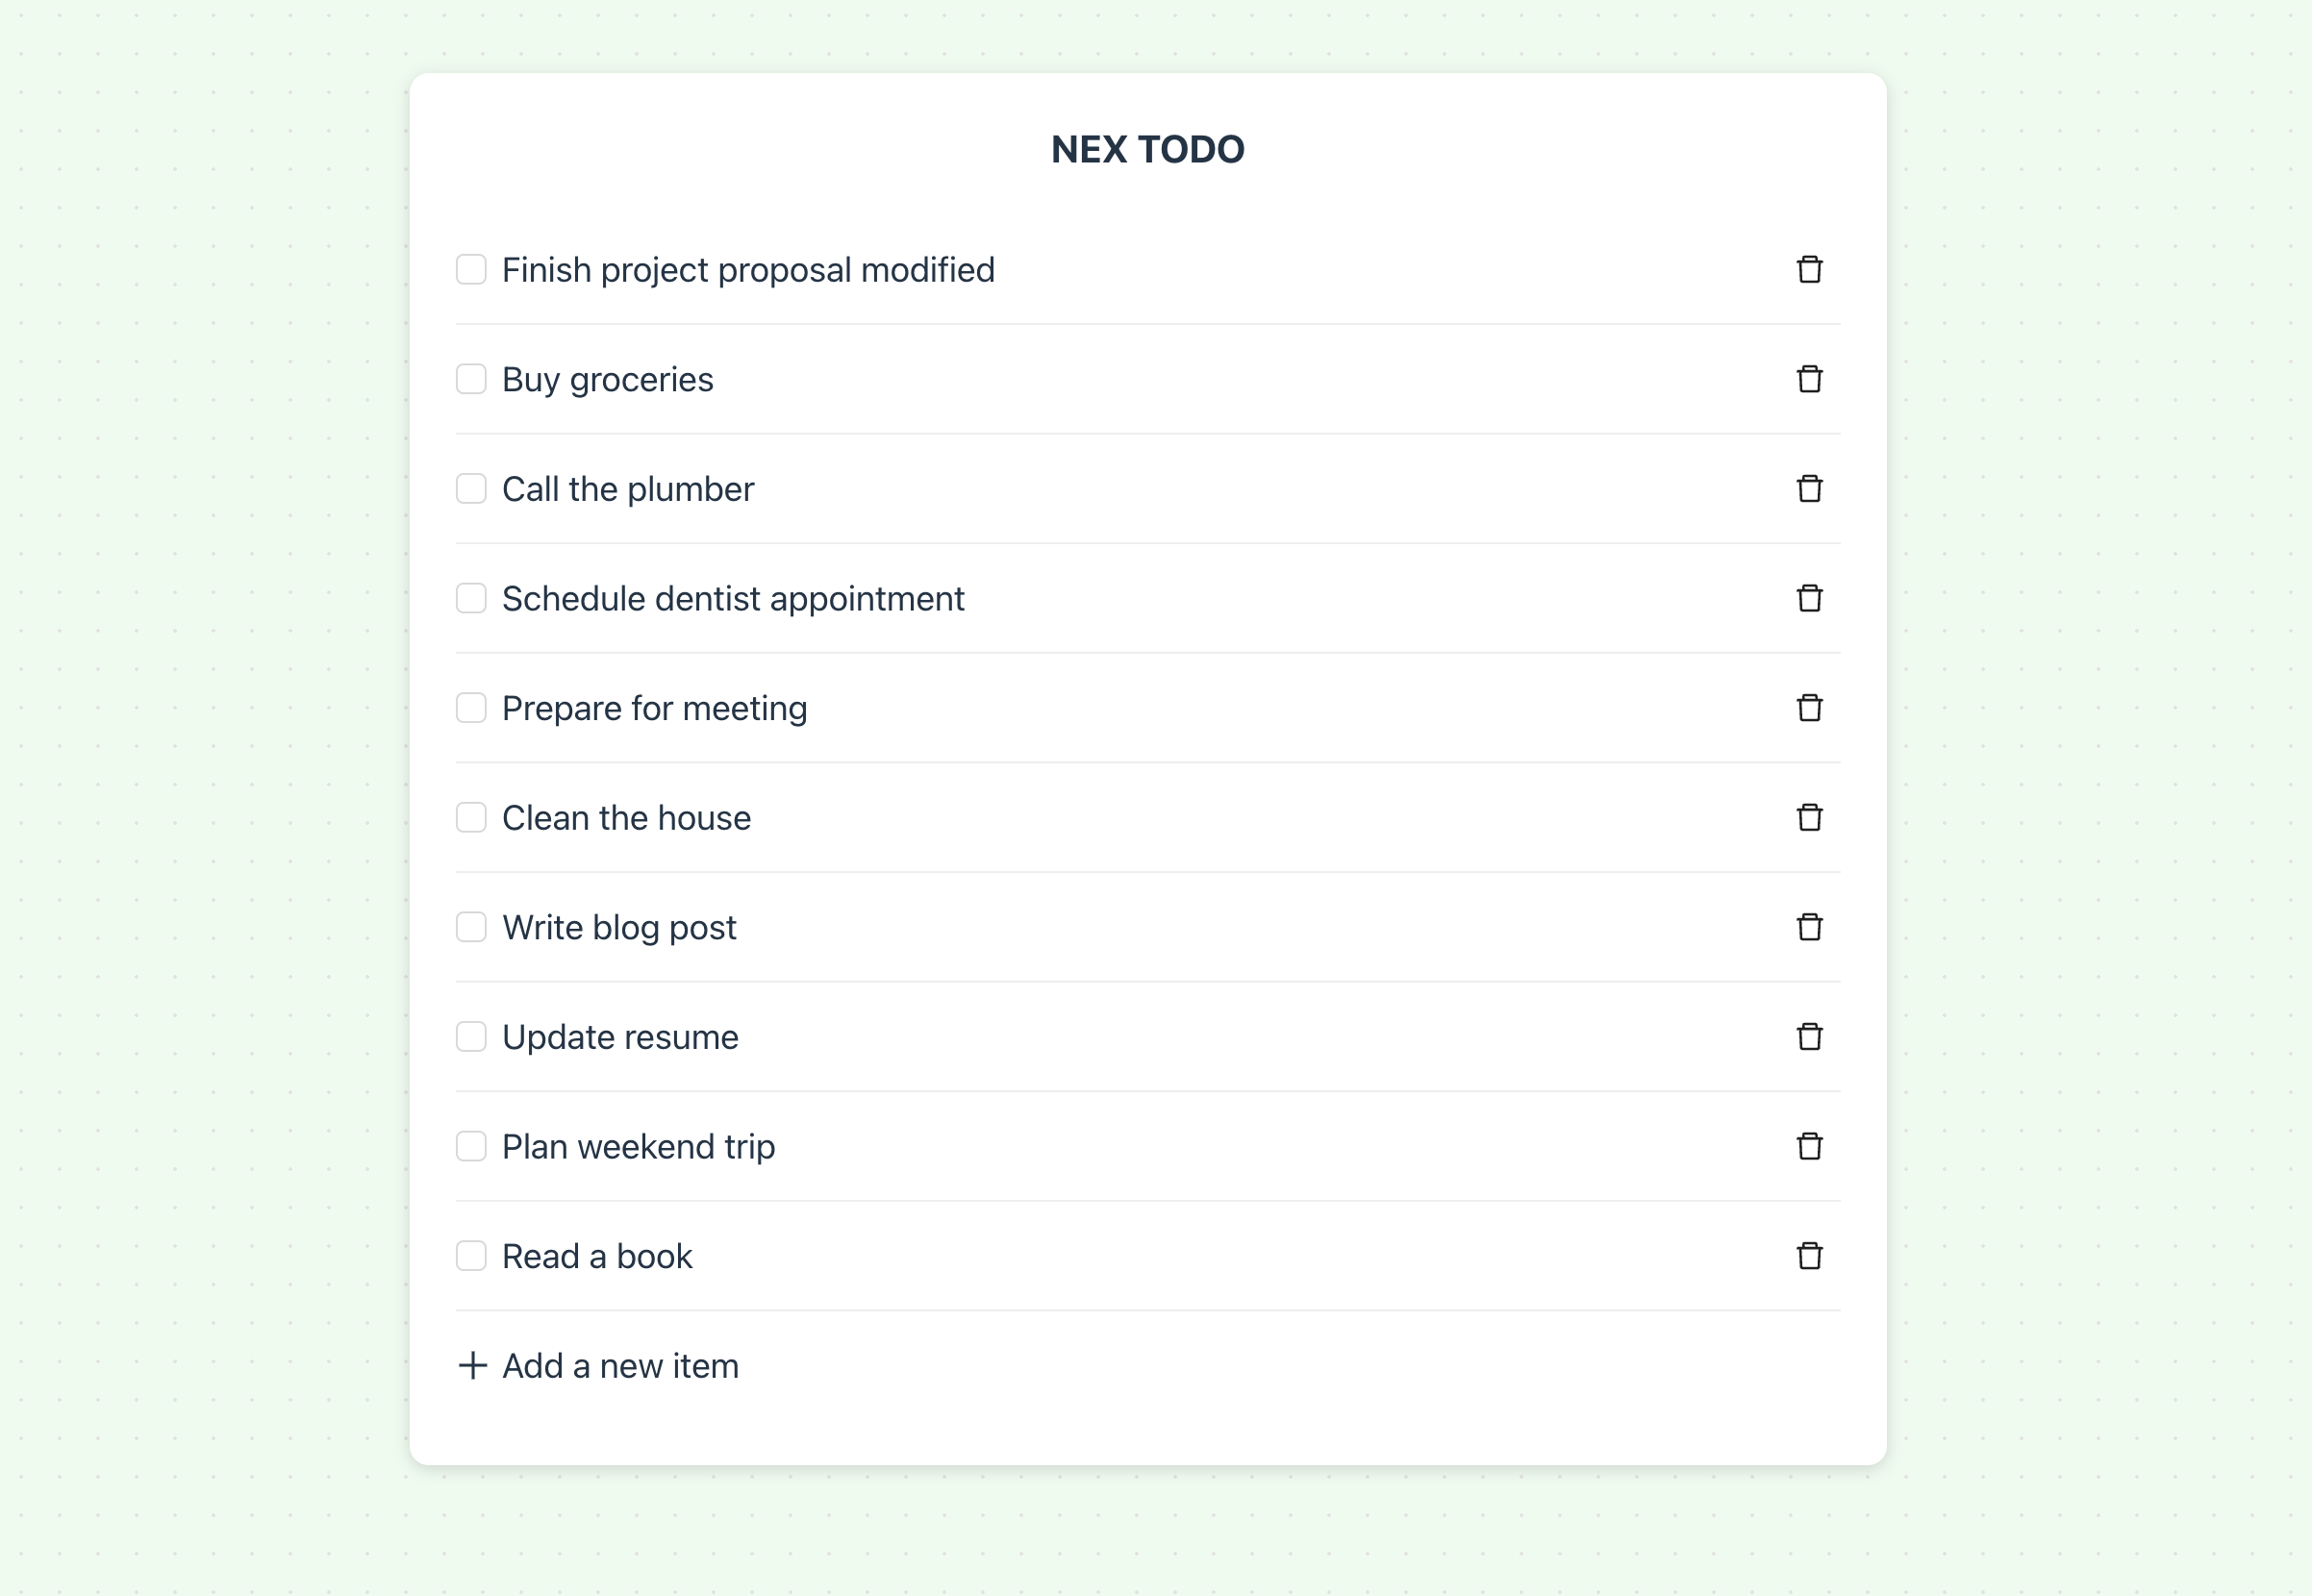 NEX TODO
Finish project proposal modified
Buy groceries
Call the plumber
Schedule dentist appointment
Prepare for meeting
Clean the house
Write blog post
Update resume
Plan weekend trip
Read a book
Add a new item